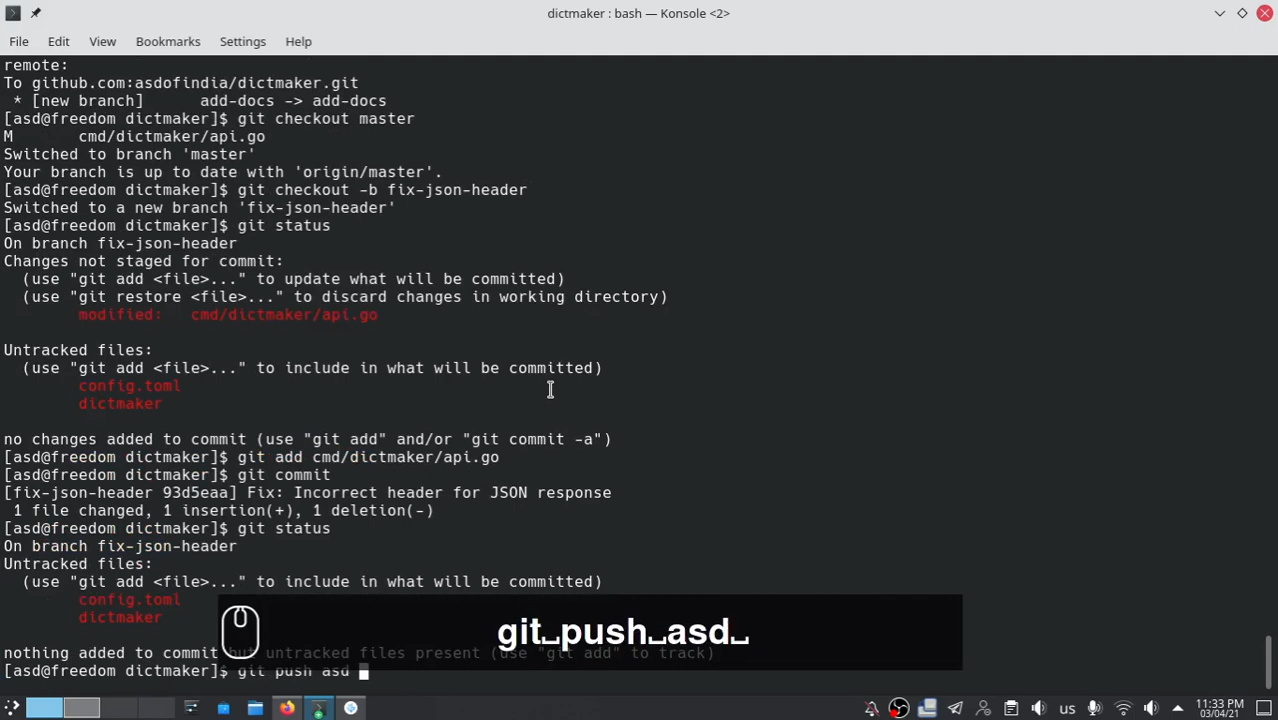 dictmaker : bash — Konsole <2>
File Edit View Bookmarks Settings Help
remote:
To github.com:asdofindia/dictmaker.git
 * [new branch]      add-docs -> add-docs
[asd@freedom dictmaker]$ git checkout master
M       cmd/dictmaker/api.go
Switched to branch 'master'
Your branch is up to date with 'origin/master'.
[asd@freedom dictmaker]$ git checkout -b fix-json-header
Switched to a new branch 'fix-json-header'
[asd@freedom dictmaker]$ git status
On branch fix-json-header
Changes not staged for commit:
  (use "git add <file>..." to update what will be committed)
  (use "git restore <file>..." to discard changes in working directory)
        modified:   cmd/dictmaker/api.go
Untracked files:
  (use "git add <file>..." to include in what will be committed)
        config.toml
        dictmaker
no changes added to commit (use "git add" and/or "git commit -a")
[asd@freedom dictmaker]$ git add cmd/dictmaker/api.go
[asd@freedom dictmaker]$ git commit
[fix-json-header 93d5eaa] Fix: Incorrect header for JSON response
 1 file changed, 1 insertion(+), 1 deletion(-)
[asd@freedom dictmaker]$ git status
On branch fix-json-header
Untracked files:
  (use "git add <file>..." to include in what will be committed)
        config.toml
        dictmaker
git␣push␣asd␣
nothing added to commit but untracked files present (use "git add" to track)
[asd@freedom dictmaker]$ git push asd
us
11:33 PM
03/04/21